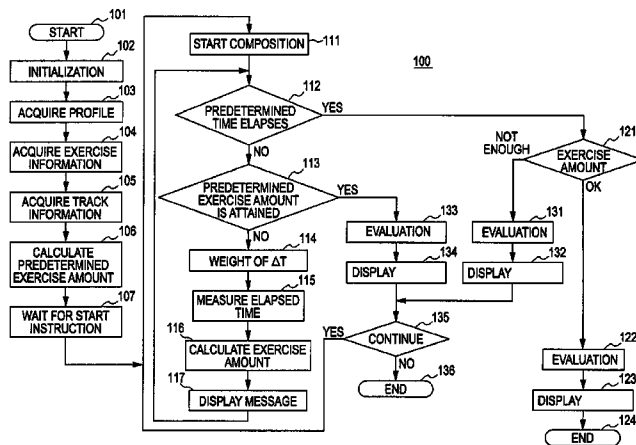 101
START
102
INITIALIZATION
103
ACQUIRE PROFILE
104
ACQUIRE EXERCISE
INFORMATION
105
ACQUIRE TRACK
INFORMATION
106
CALCULATE
PREDETERMINED
EXERCISE AMOUNT
107
WAIT FOR START
INSTRUCTION
START COMPOSITION
111
100
112
PREDETERMINED
TIME ELAPSES
YES
NO
113
PREDETERMINED
EXERCISE AMOUNT
IS ATTAINED
YES
NO
114
WEIGHT OF ΔT
115
MEASURE ELAPSED
TIME
116
CALCULATE EXERCISE
AMOUNT
117
DISPLAY MESSAGE
133
EVALUATION
134
DISPLAY
YES
135
CONTINUE
NO
END
136
121
NOT
ENOUGH
EXERCISE
AMOUNT
OK
131
EVALUATION
132
DISPLAY
122
EVALUATION
123
DISPLAY
124
END